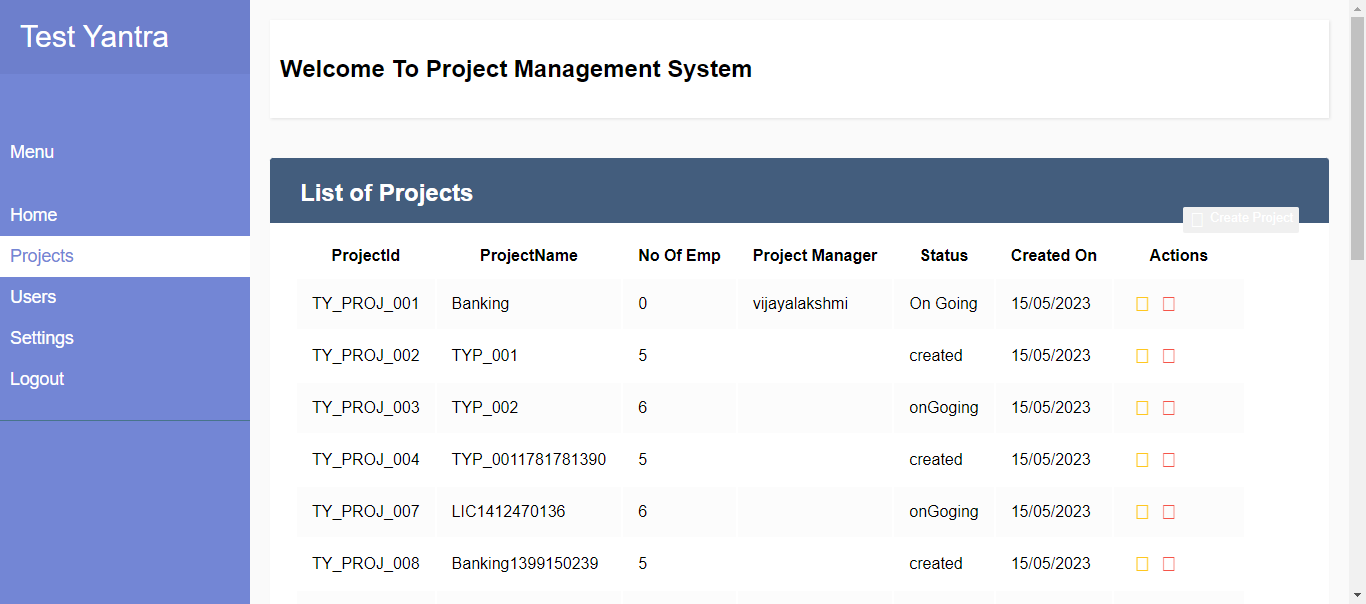 Test Yantra
Menu
Home
Projects
Users
Settings
Logout
Welcome To Project Management System
List of Projects
Create Project
ProjectId ProjectName No Of Emp Project Manager Status Created On Actions
TY_PROJ_001 Banking 0 vijayalakshmi On Going 15/05/2023
TY_PROJ_002 TYP_001 5 created 15/05/2023
TY_PROJ_003 TYP_002 6 onGoging 15/05/2023
TY_PROJ_004 TYP_0011781781390 5 created 15/05/2023
TY_PROJ_007 LIC1412470136 6 onGoging 15/05/2023
TY_PROJ_008 Banking1399150239 5 created 15/05/2023